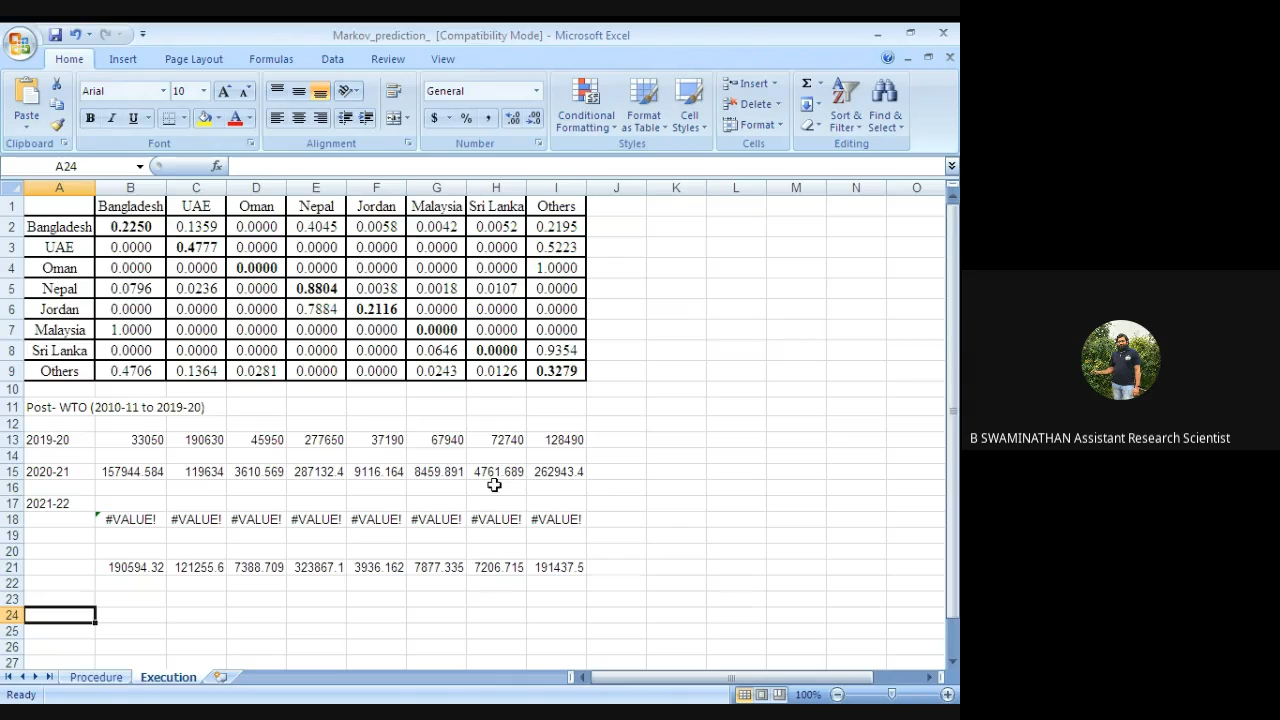 Markov_prediction_ [Compatibility Mode] - Microsoft Excel
Home Insert Page Layout Formulas Data Review View
Arial 10 General
Paste B I U $ % , Conditional Formatting Format as Table Cell Styles Insert Delete Format Sort & Filter Find & Select
Clipboard Font Alignment Number Styles Cells Editing
A24 fx
A B C D E F G H I J K L M N O
1 Bangladesh UAE Oman Nepal Jordan Malaysia Sri Lanka Others
2 Bangladesh 0.2250 0.1359 0.0000 0.4045 0.0058 0.0042 0.0052 0.2195
3 UAE 0.0000 0.4777 0.0000 0.0000 0.0000 0.0000 0.0000 0.5223
4 Oman 0.0000 0.0000 0.0000 0.0000 0.0000 0.0000 0.0000 1.0000
5 Nepal 0.0796 0.0236 0.0000 0.8804 0.0038 0.0018 0.0107 0.0000
6 Jordan 0.0000 0.0000 0.0000 0.7884 0.2116 0.0000 0.0000 0.0000
7 Malaysia 1.0000 0.0000 0.0000 0.0000 0.0000 0.0000 0.0000 0.0000
8 Sri Lanka 0.0000 0.0000 0.0000 0.0000 0.0000 0.0646 0.0000 0.9354
9 Others 0.4706 0.1364 0.0281 0.0000 0.0000 0.0243 0.0126 0.3279
10
11 Post- WTO (2010-11 to 2019-20)
12
13 2019-20 33050 190630 45950 277650 37190 67940 72740 128490
14
15 2020-21 157944.584 119634 3610.569 287132.4 9116.164 8459.891 4761.689 262943.4
16
17 2021-22
18 #VALUE! #VALUE! #VALUE! #VALUE! #VALUE! #VALUE! #VALUE! #VALUE!
19
20
21 190594.32 121255.6 7388.709 323867.1 3936.162 7877.335 7206.715 191437.5
22
23
24
25
26
27
Procedure Execution
Ready 100%
B SWAMINATHAN Assistant Research Scientist